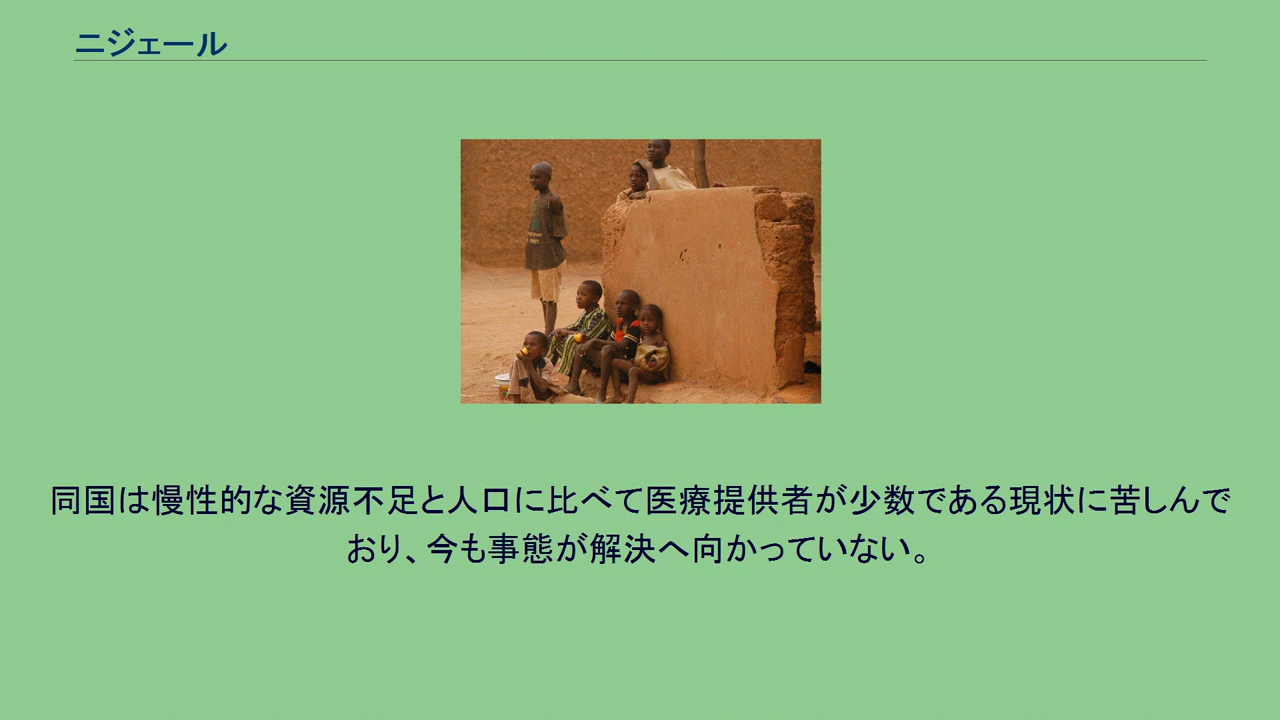 ニジェール
同国は慢性的な資源不足と人口に比べて医療提供者が少数である現状に苦しんで
おり、今も事態が解決へ向かっていない。